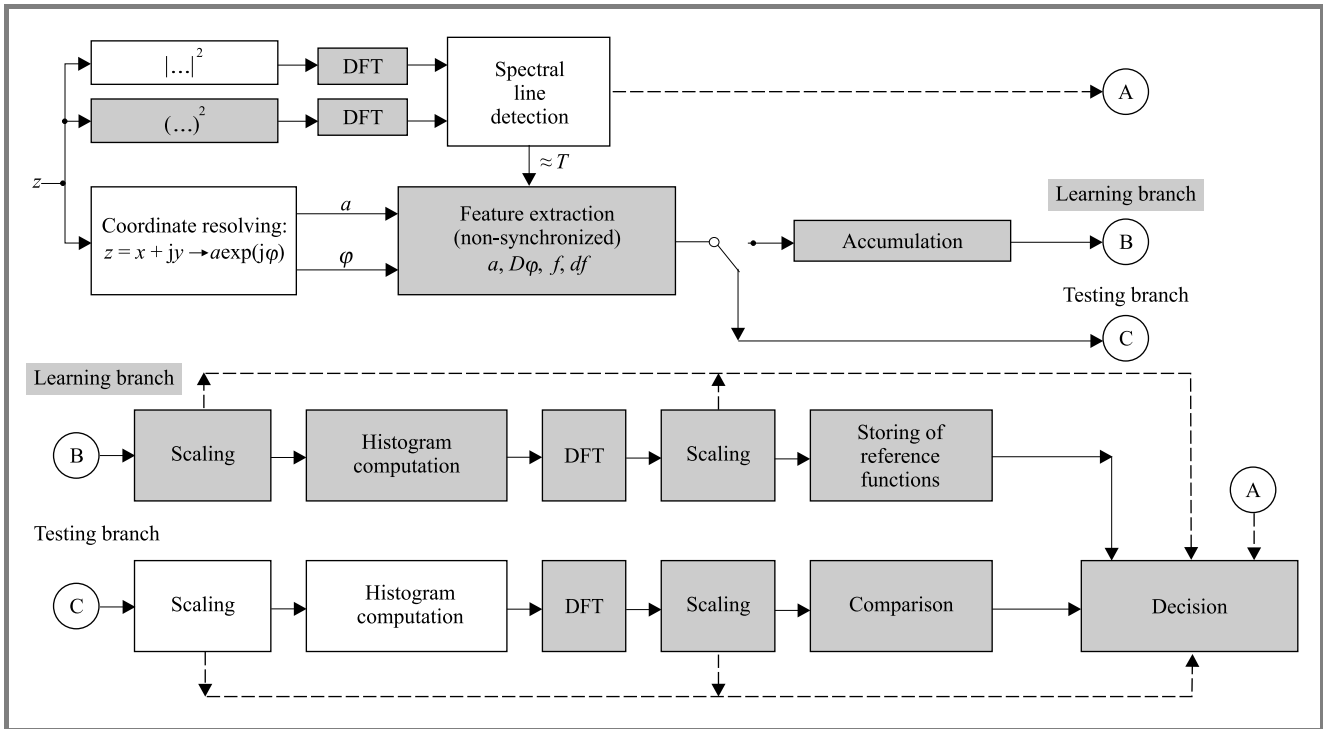 |...|²
DFT
(...)²
DFT
Spectral
line
detection
A
≈ T
z
Coordinate resolving:
z = x + jy → aexp(jφ)
a
φ
Feature extraction
(non-synchronized)
a, Dφ, f, df
Accumulation
Learning branch
B
Testing branch
C
Learning branch
B
Scaling
Histogram
computation
DFT
Scaling
Storing of
reference
functions
A
Testing branch
C
Scaling
Histogram
computation
DFT
Scaling
Comparison
Decision